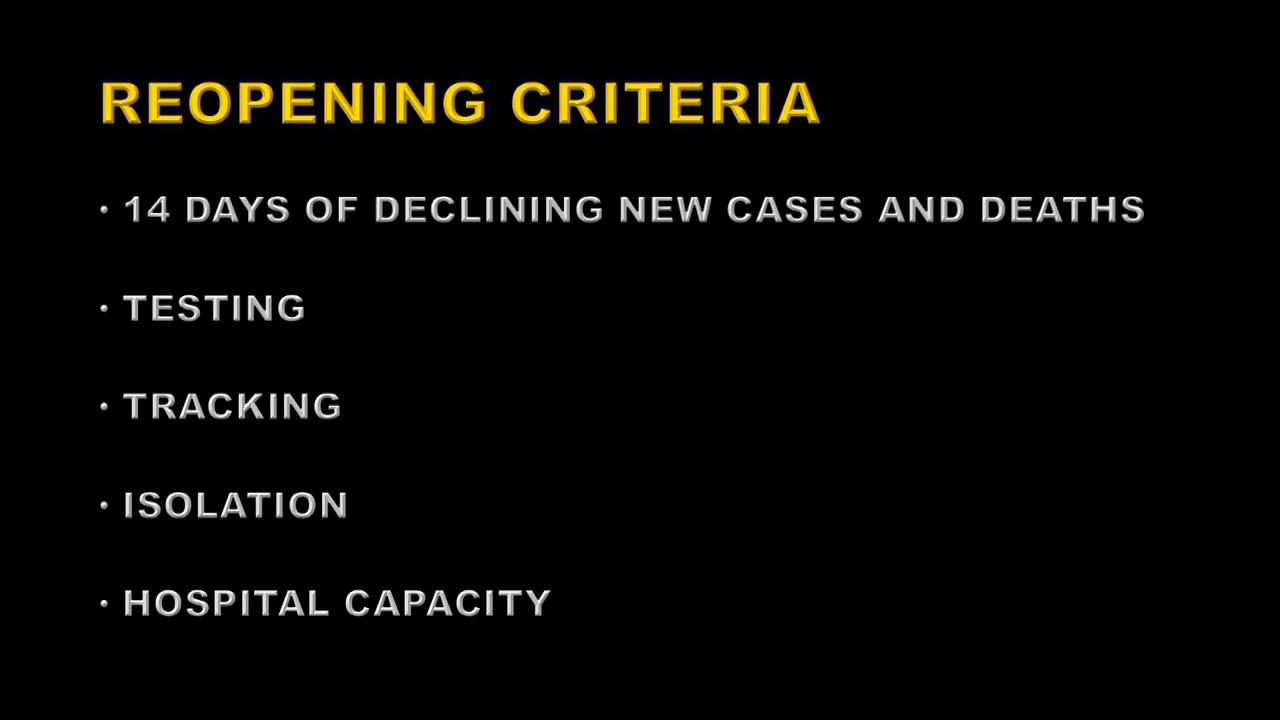 REOPENING CRITERIA
• 14 DAYS OF DECLINING NEW CASES AND DEATHS
• TESTING
• TRACKING
• ISOLATION
• HOSPITAL CAPACITY